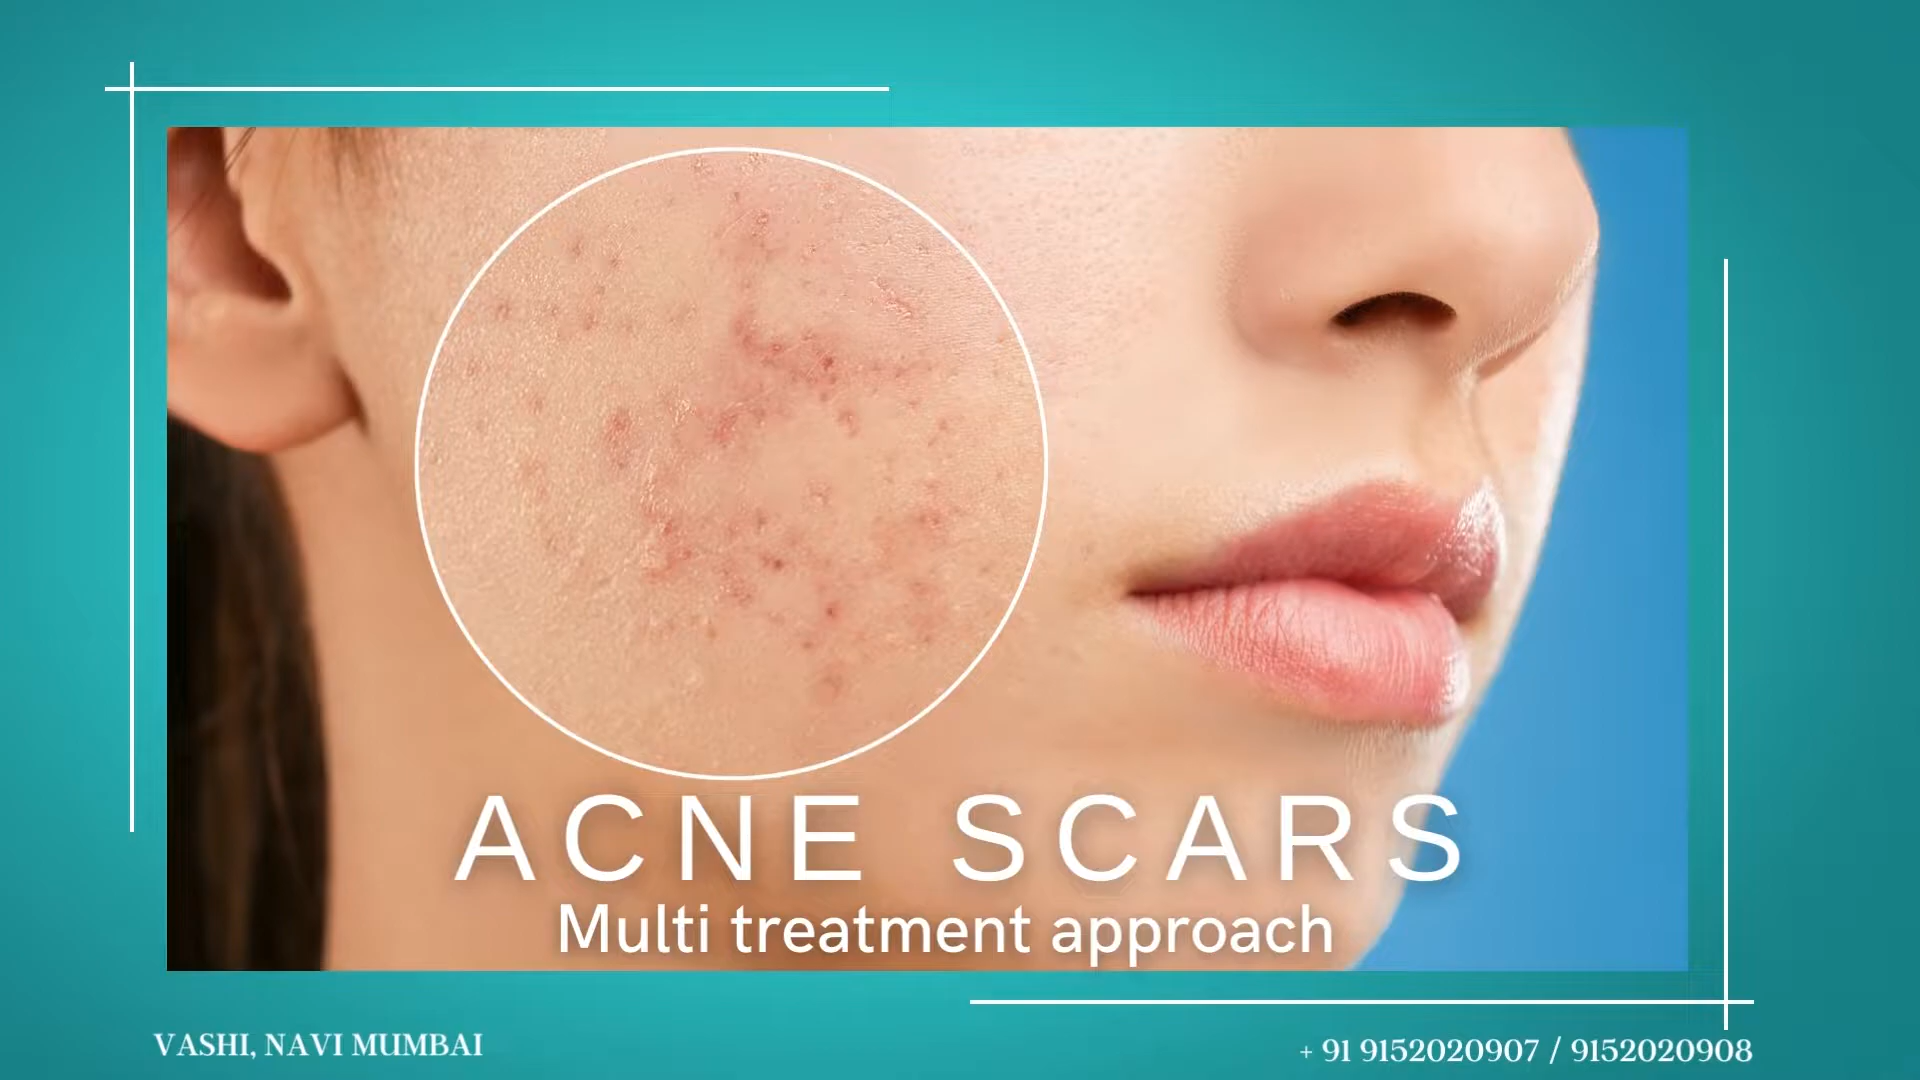 ACNE SCARS
Multi treatment approach
VASHI, NAVI MUMBAI
+ 91 9152020907 / 9152020908